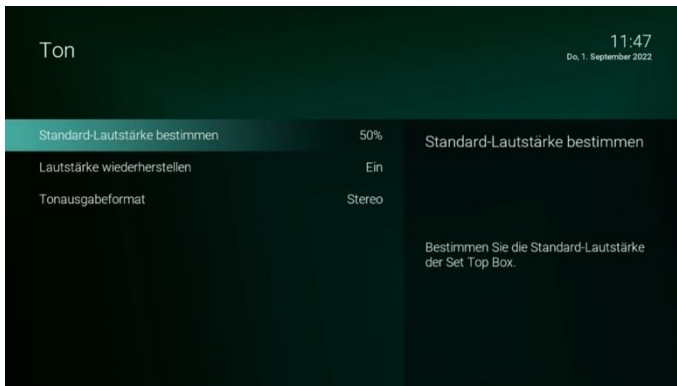 Ton
11:47
Do, 1. September 2022
Standard-Lautstärke bestimmen 50%
Lautstärke wiederherstellen Ein
Tonausgabeformat Stereo
Standard-Lautstärke bestimmen
Bestimmen Sie die Standard-Lautstärke
der Set Top Box.